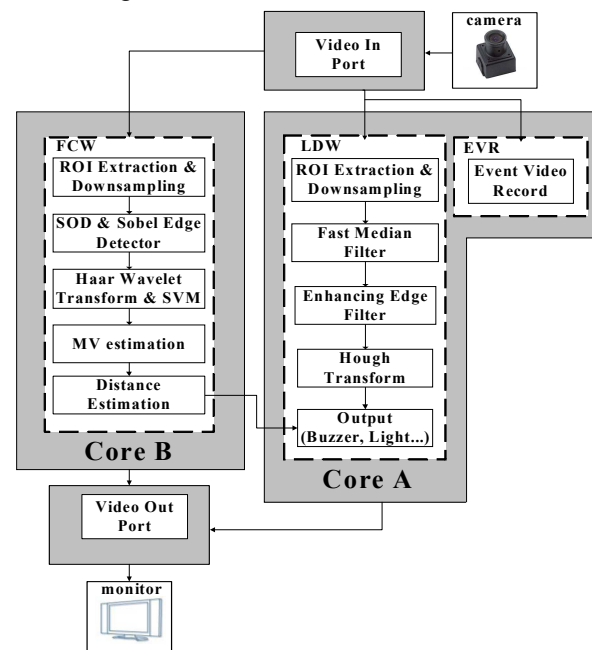 camera
Video In
Port
FCW
ROI Extraction &
Downsampling
SOD & Sobel Edge
Detector
Haar Wavelet
Transform & SVM
MV estimation
Distance
Estimation
Core B
LDW
ROI Extraction &
Downsampling
Fast Median
Filter
Enhancing Edge
Filter
Hough
Transform
Output
(Buzzer, Light...)
Core A
EVR
Event Video
Record
Video Out
Port
monitor